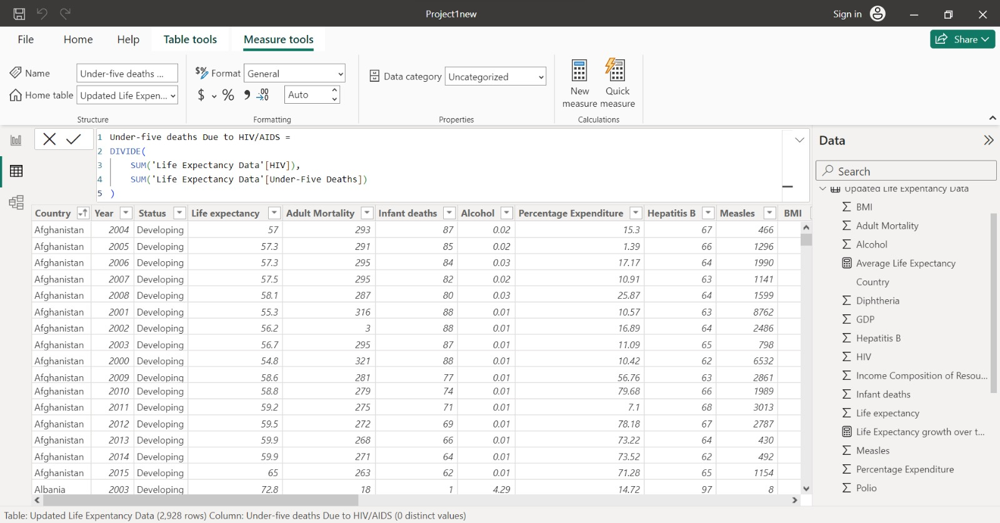 Project1new
Sign in
File Home Help Table tools Measure tools
Share
Name Under-five deaths ...
Home table Updated Life Expen...
Structure
$% Format General
$ % , .00 →.0 Auto
Formatting
Data category Uncategorized
Properties
New measure
Quick measure
Calculations
1 Under-five deaths Due to HIV/AIDS =
2 DIVIDE(
3 SUM('Life Expectancy Data'[HIV]),
4 SUM('Life Expectancy Data'[Under-Five Deaths])
5 )
Country Year Status Life expectancy Adult Mortality Infant deaths Alcohol Percentage Expenditure Hepatitis B Measles BMI
Afghanistan 2004 Developing 57 293 87 0.02 15.3 67 466
Afghanistan 2005 Developing 57.3 291 85 0.02 1.39 66 1296
Afghanistan 2006 Developing 57.3 295 84 0.03 17.17 64 1990
Afghanistan 2007 Developing 57.5 295 82 0.02 10.91 63 1141
Afghanistan 2008 Developing 58.1 287 80 0.03 25.87 64 1599
Afghanistan 2001 Developing 55.3 316 88 0.01 10.57 63 8762
Afghanistan 2002 Developing 56.2 3 88 0.01 16.89 64 2486
Afghanistan 2003 Developing 56.7 295 87 0.01 11.09 65 798
Afghanistan 2000 Developing 54.8 321 88 0.01 10.42 62 6532
Afghanistan 2009 Developing 58.6 281 77 0.01 56.76 63 2861
Afghanistan 2010 Developing 58.8 279 74 0.01 79.68 66 1989
Afghanistan 2011 Developing 59.2 275 71 0.01 7.1 68 3013
Afghanistan 2012 Developing 59.5 272 69 0.01 78.18 67 2787
Afghanistan 2013 Developing 59.9 268 66 0.01 73.22 64 430
Afghanistan 2014 Developing 59.9 271 64 0.01 73.52 62 492
Afghanistan 2015 Developing 65 263 62 0.01 71.28 65 1154
Albania 2003 Developing 72.8 18 1 4.29 14.72 97 8
Data
Search
Updated Life Expentancy Data
BMI
Adult Mortality
Alcohol
Average Life Expectancy
Country
Diphtheria
GDP
Hepatitis B
HIV
Income Composition of Resou...
Infant deaths
Life expectancy
Life Expectancy growth over t...
Measles
Percentage Expenditure
Polio
Table: Updated Life Expentancy Data (2,928 rows) Column: Under-five deaths Due to HIV/AIDS (0 distinct values)